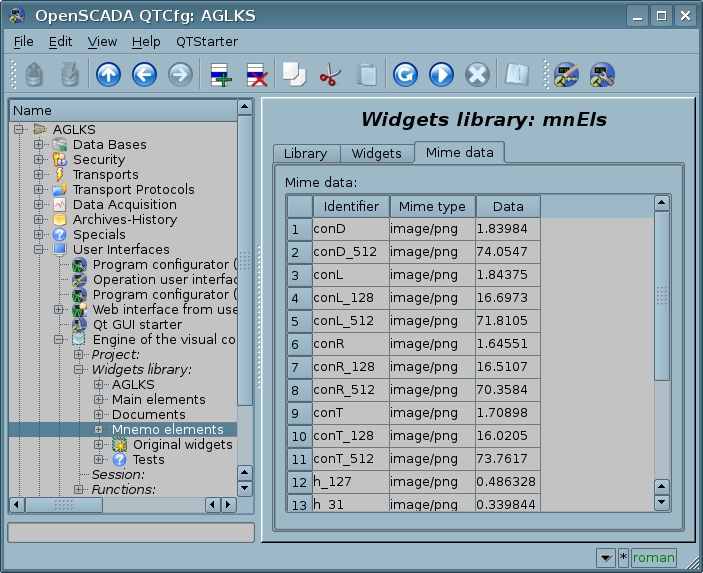 OpenSCADA QTCfg: AGLKS
File Edit View Help QTStarter
Name
AGLKS
Data Bases
Security
Transports
Transport Protocols
Data Acquisition
Archives-History
Specials
User Interfaces
Program configurator (
Operation user interfac
Program configurator (
Web interface from use
Qt GUI starter
Engine of the visual co
Project:
Widgets library:
AGLKS
Main elements
Documents
Mnemo elements
Original widgets
Tests
Session:
Functions:
Widgets library: mnEls
Library Widgets Mime data
Mime data:
Identifier Mime type Data
1 conD image/png 1.83984
2 conD_512 image/png 74.0547
3 conL image/png 1.84375
4 conL_128 image/png 16.6973
5 conL_512 image/png 71.8105
6 conR image/png 1.64551
7 conR_128 image/png 16.5107
8 conR_512 image/png 70.3584
9 conT image/png 1.70898
10 conT_128 image/png 16.0205
11 conT_512 image/png 73.7617
12 h_127 image/png 0.486328
13 h_31 image/png 0.339844
* roman